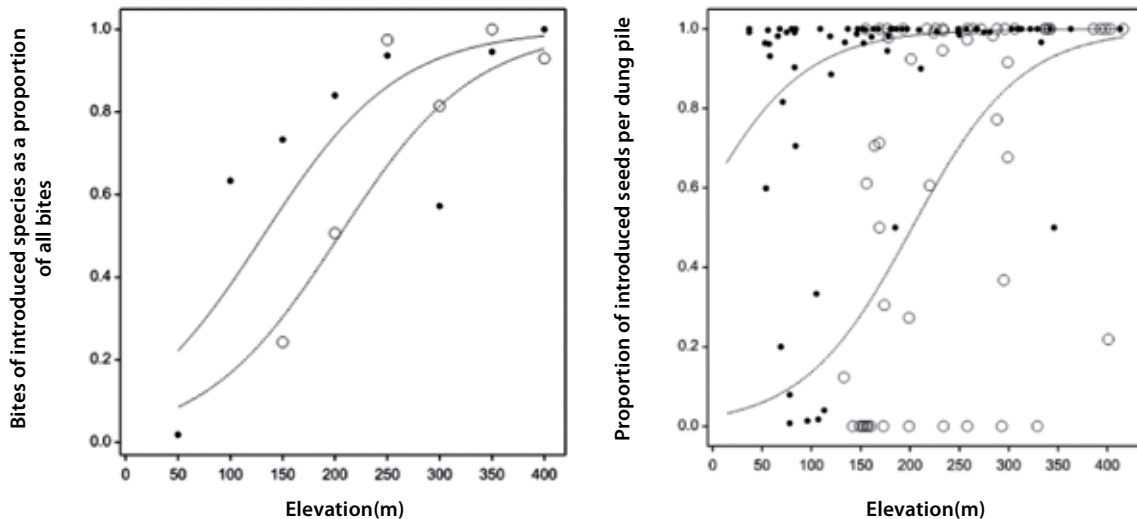 Bites of introduced species as a proportion
of all bites
1.0
0.8
0.6
0.4
0.2
0.0
0 50 100 150 200 250 300 350 400
Elevation(m)
Proportion of introduced seeds per dung pile
1.0
0.8
0.6
0.4
0.2
0.0
0 50 100 150 200 250 300 350 400
Elevation(m)